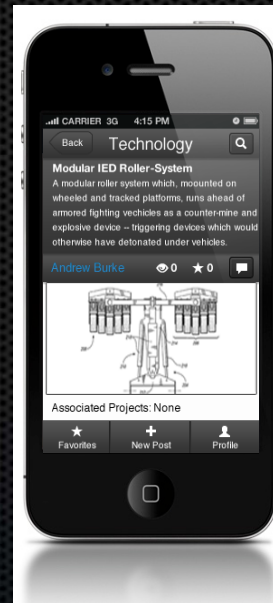 CARRIER 3G 4:15 PM
Back Technology
Modular IED Roller-System
A modular roller system which, moounted on
wheeled and tracked platforms, runs ahead of
armored fighting vechicles as a counter-mine and
explosive device -- triggering devices which would
otherwise have detonated under vehicles.
Andrew Burke 0 0
Associated Projects: None
Favorites New Post Profile